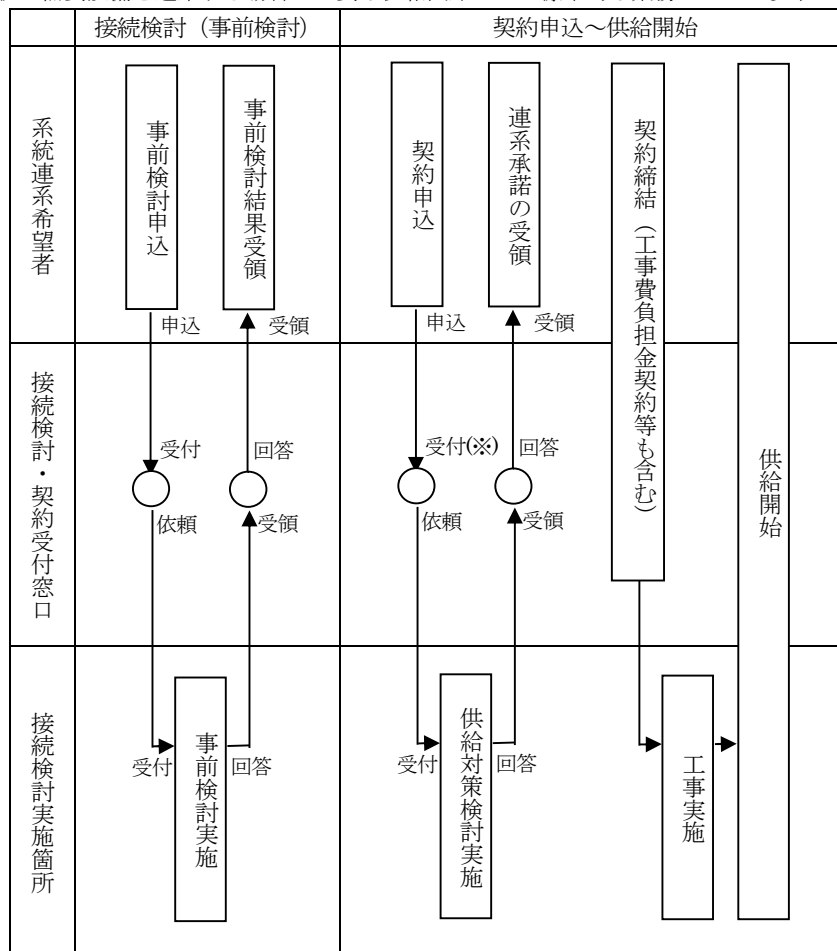 接続検討(事前検討)
契約申込～供給開始
系統連系希望者
事前検討申込
事前検討結果受領
契約申込
連系承諾の受領
契約締結(工事費負担金契約等も含む)
供給開始
申込
受領
申込
受領
接続検討・契約受付窓口
受付
回答
受付(※)
回答
依頼
受領
依頼
受領
接続検討実施箇所
受付
事前検討実施
回答
受付
供給対策検討実施
回答
工事実施